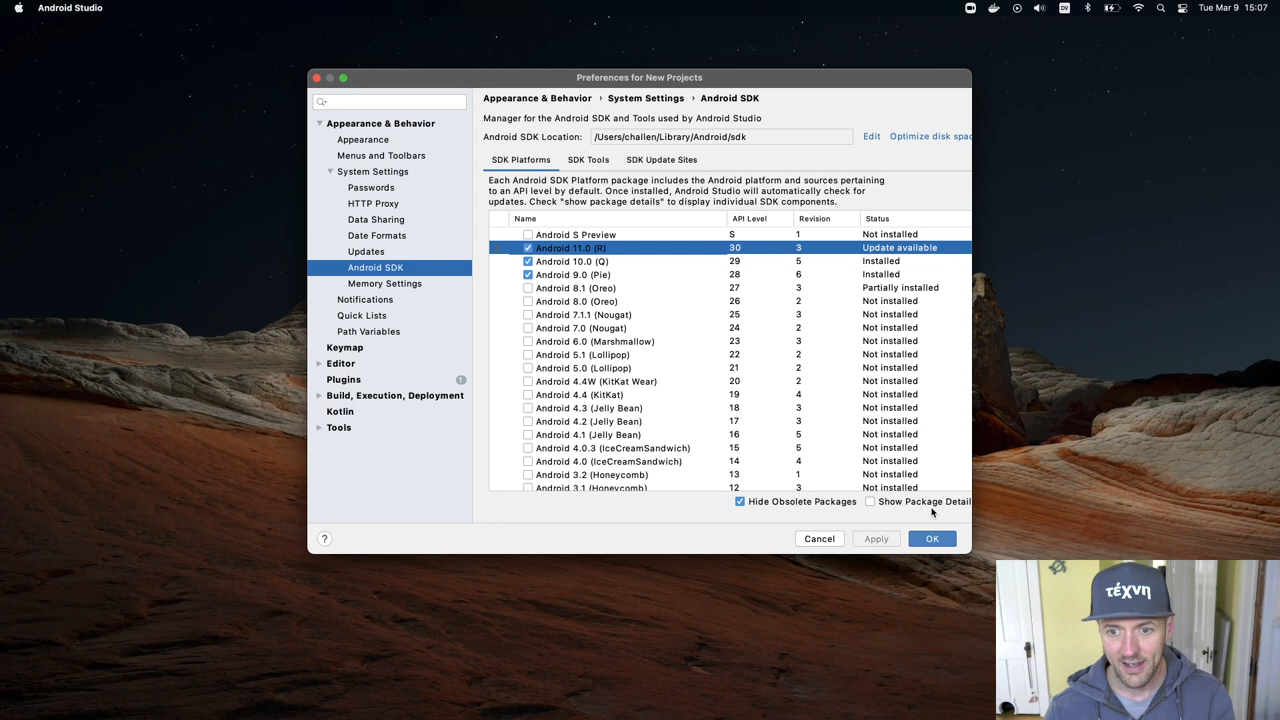 Android Studio
DV
Tue Mar 9 15:07
Preferences for New Projects
Appearance & Behavior
Appearance
Menus and Toolbars
System Settings
Passwords
HTTP Proxy
Data Sharing
Date Formats
Updates
Android SDK
Memory Settings
Notifications
Quick Lists
Path Variables
Keymap
Editor
Plugins
Build, Execution, Deployment
Kotlin
Tools
Appearance & Behavior › System Settings › Android SDK
Manager for the Android SDK and Tools used by Android Studio
Android SDK Location: /Users/challen/Library/Android/sdk Edit Optimize disk spac
SDK Platforms SDK Tools SDK Update Sites
Each Android SDK Platform package includes the Android platform and sources pertaining
to an API level by default. Once installed, Android Studio will automatically check for
updates. Check "show package details" to display individual SDK components.
Name API Level Revision Status
Android S Preview S 1 Not installed
Android 11.0 (R) 30 3 Update available
Android 10.0 (Q) 29 5 Installed
Android 9.0 (Pie) 28 6 Installed
Android 8.1 (Oreo) 27 3 Partially installed
Android 8.0 (Oreo) 26 2 Not installed
Android 7.1.1 (Nougat) 25 3 Not installed
Android 7.0 (Nougat) 24 2 Not installed
Android 6.0 (Marshmallow) 23 3 Not installed
Android 5.1 (Lollipop) 22 2 Not installed
Android 5.0 (Lollipop) 21 2 Not installed
Android 4.4W (KitKat Wear) 20 2 Not installed
Android 4.4 (KitKat) 19 4 Not installed
Android 4.3 (Jelly Bean) 18 3 Not installed
Android 4.2 (Jelly Bean) 17 3 Not installed
Android 4.1 (Jelly Bean) 16 5 Not installed
Android 4.0.3 (IceCreamSandwich) 15 5 Not installed
Android 4.0 (IceCreamSandwich) 14 4 Not installed
Android 3.2 (Honeycomb) 13 1 Not installed
Android 3.1 (Honeycomb) 12 3 Not installed
Hide Obsolete Packages Show Package Detail
? Cancel Apply OK
τέχνη